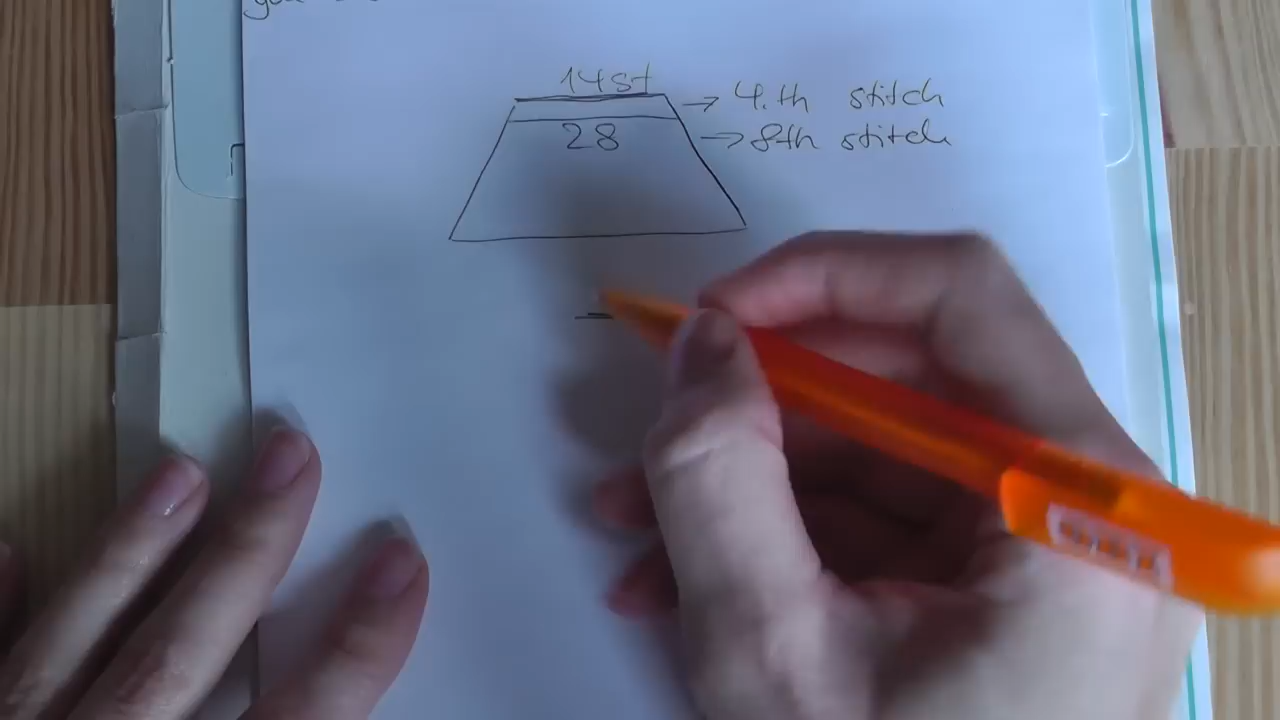 14st
→ 4.th stitch
28
→ 8th stitch